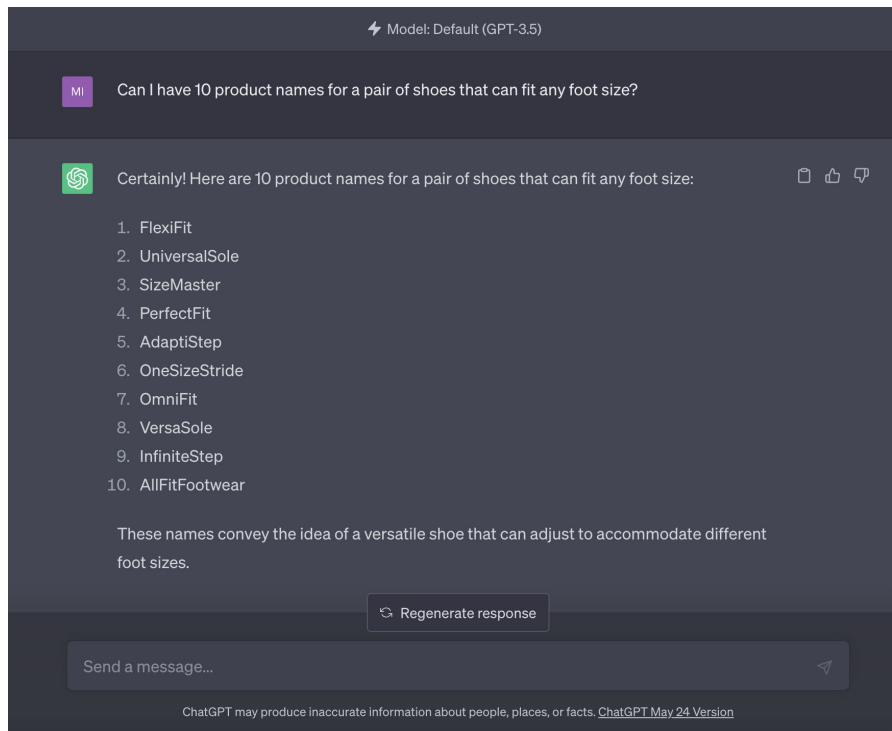 Model: Default (GPT-3.5)
MI
Can I have 10 product names for a pair of shoes that can fit any foot size?
Certainly! Here are 10 product names for a pair of shoes that can fit any foot size:
1. FlexiFit
2. UniversalSole
3. SizeMaster
4. PerfectFit
5. AdaptiStep
6. OneSizeStride
7. OmniFit
8. VersaSole
9. InfiniteStep
10. AllFitFootwear
These names convey the idea of a versatile shoe that can adjust to accommodate different
foot sizes.
Regenerate response
Send a message...
ChatGPT may produce inaccurate information about people, places, or facts. ChatGPT May 24 Version